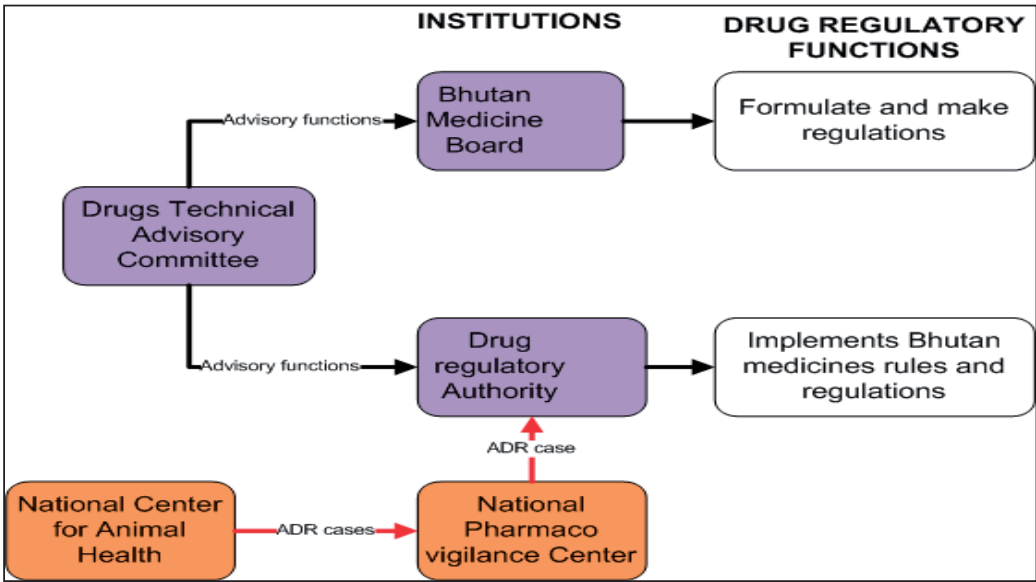 INSTITUTIONS
DRUG REGULATORY
FUNCTIONS
Bhutan
Medicine
Board
Advisory functions
Formulate and make
regulations
Drugs Technical
Advisory
Committee
Drug
regulatory
Authority
Advisory functions
Implements Bhutan
medicines rules and
regulations
ADR case
National Center
for Animal
Health
ADR cases
National
Pharmaco
vigilance Center